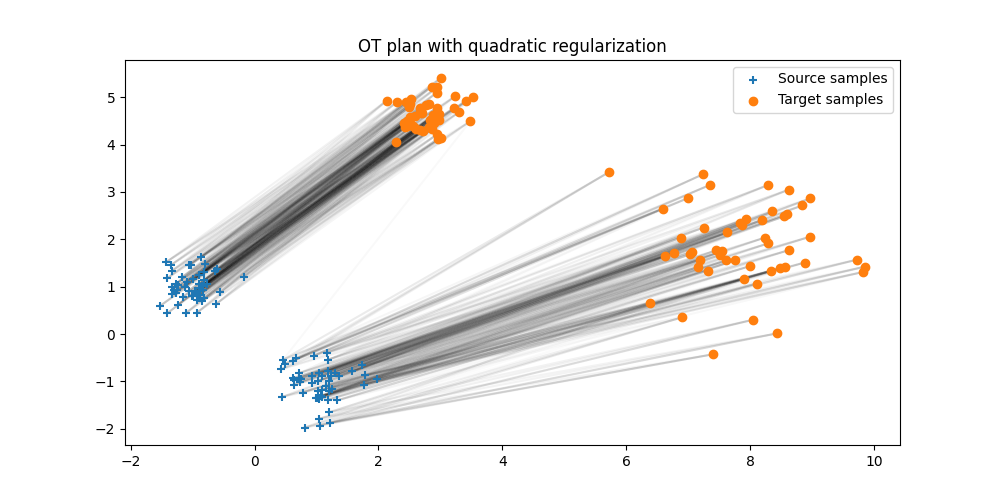 OT plan with quadratic regularization
Source samples
Target samples
5
4
3
2
1
0
−1
−2
−2 0 2 4 6 8 10